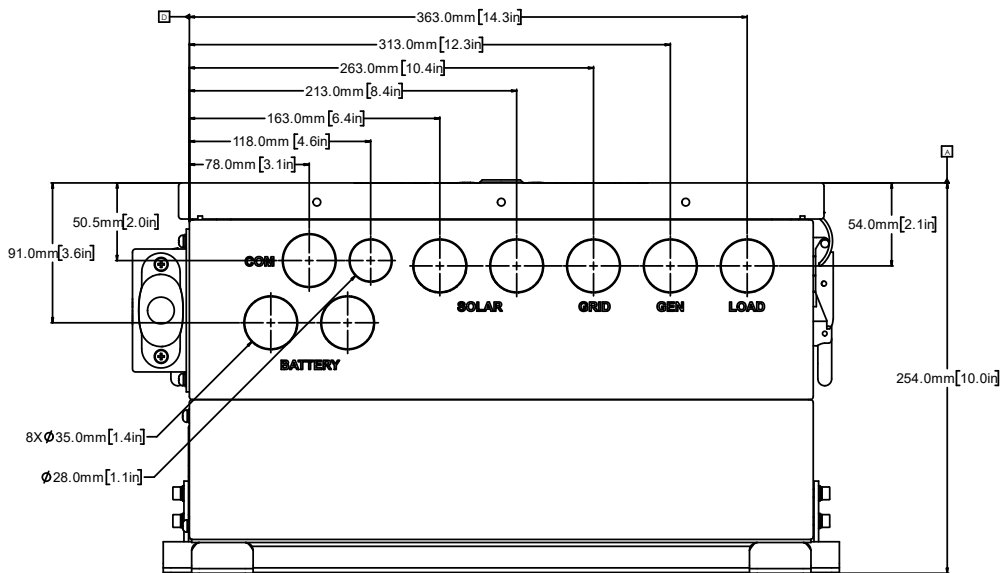 D
363.0mm[14.3in]
313.0mm[12.3in]
263.0mm[10.4in]
213.0mm[8.4in]
163.0mm[6.4in]
118.0mm[4.6in]
78.0mm[3.1in]
A
50.5mm[2.0in]
54.0mm[2.1in]
91.0mm[3.6in]
COM
SOLAR GRID GEN LOAD
BATTERY
254.0mm[10.0in]
8XØ35.0mm[1.4in]
Ø28.0mm[1.1in]